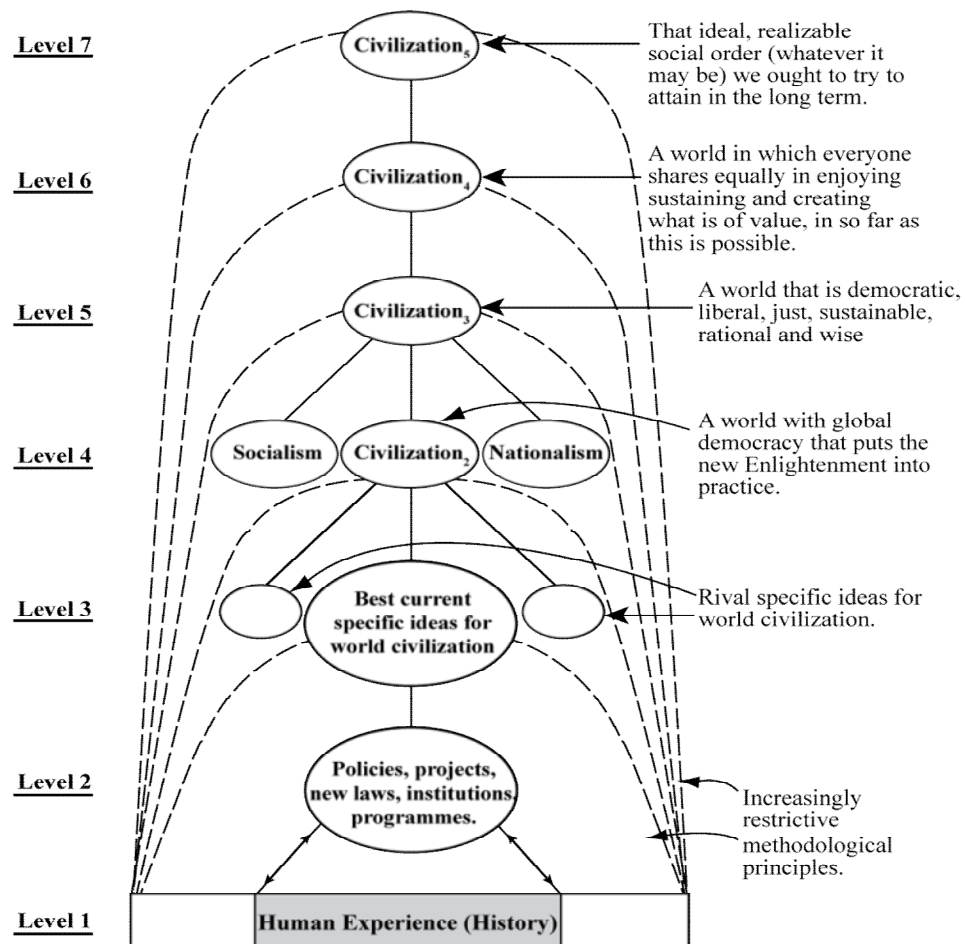 Level 7
Civilization₅
That ideal, realizable
social order (whatever it
may be) we ought to try to
attain in the long term.
Level 6
Civilization₄
A world in which everyone
shares equally in enjoying
sustaining and creating
what is of value, in so far as
this is possible.
Level 5
Civilization₃
A world that is democratic,
liberal, just, sustainable,
rational and wise
Level 4
Socialism
Civilization₂
Nationalism
A world with global
democracy that puts the
new Enlightenment into
practice.
Level 3
Best current
specific ideas for
world civilization
Rival specific ideas for
world civilization.
Level 2
Policies, projects,
new laws, institutions,
programmes.
Increasingly
restrictive
methodological
principles.
Level 1
Human Experience (History)